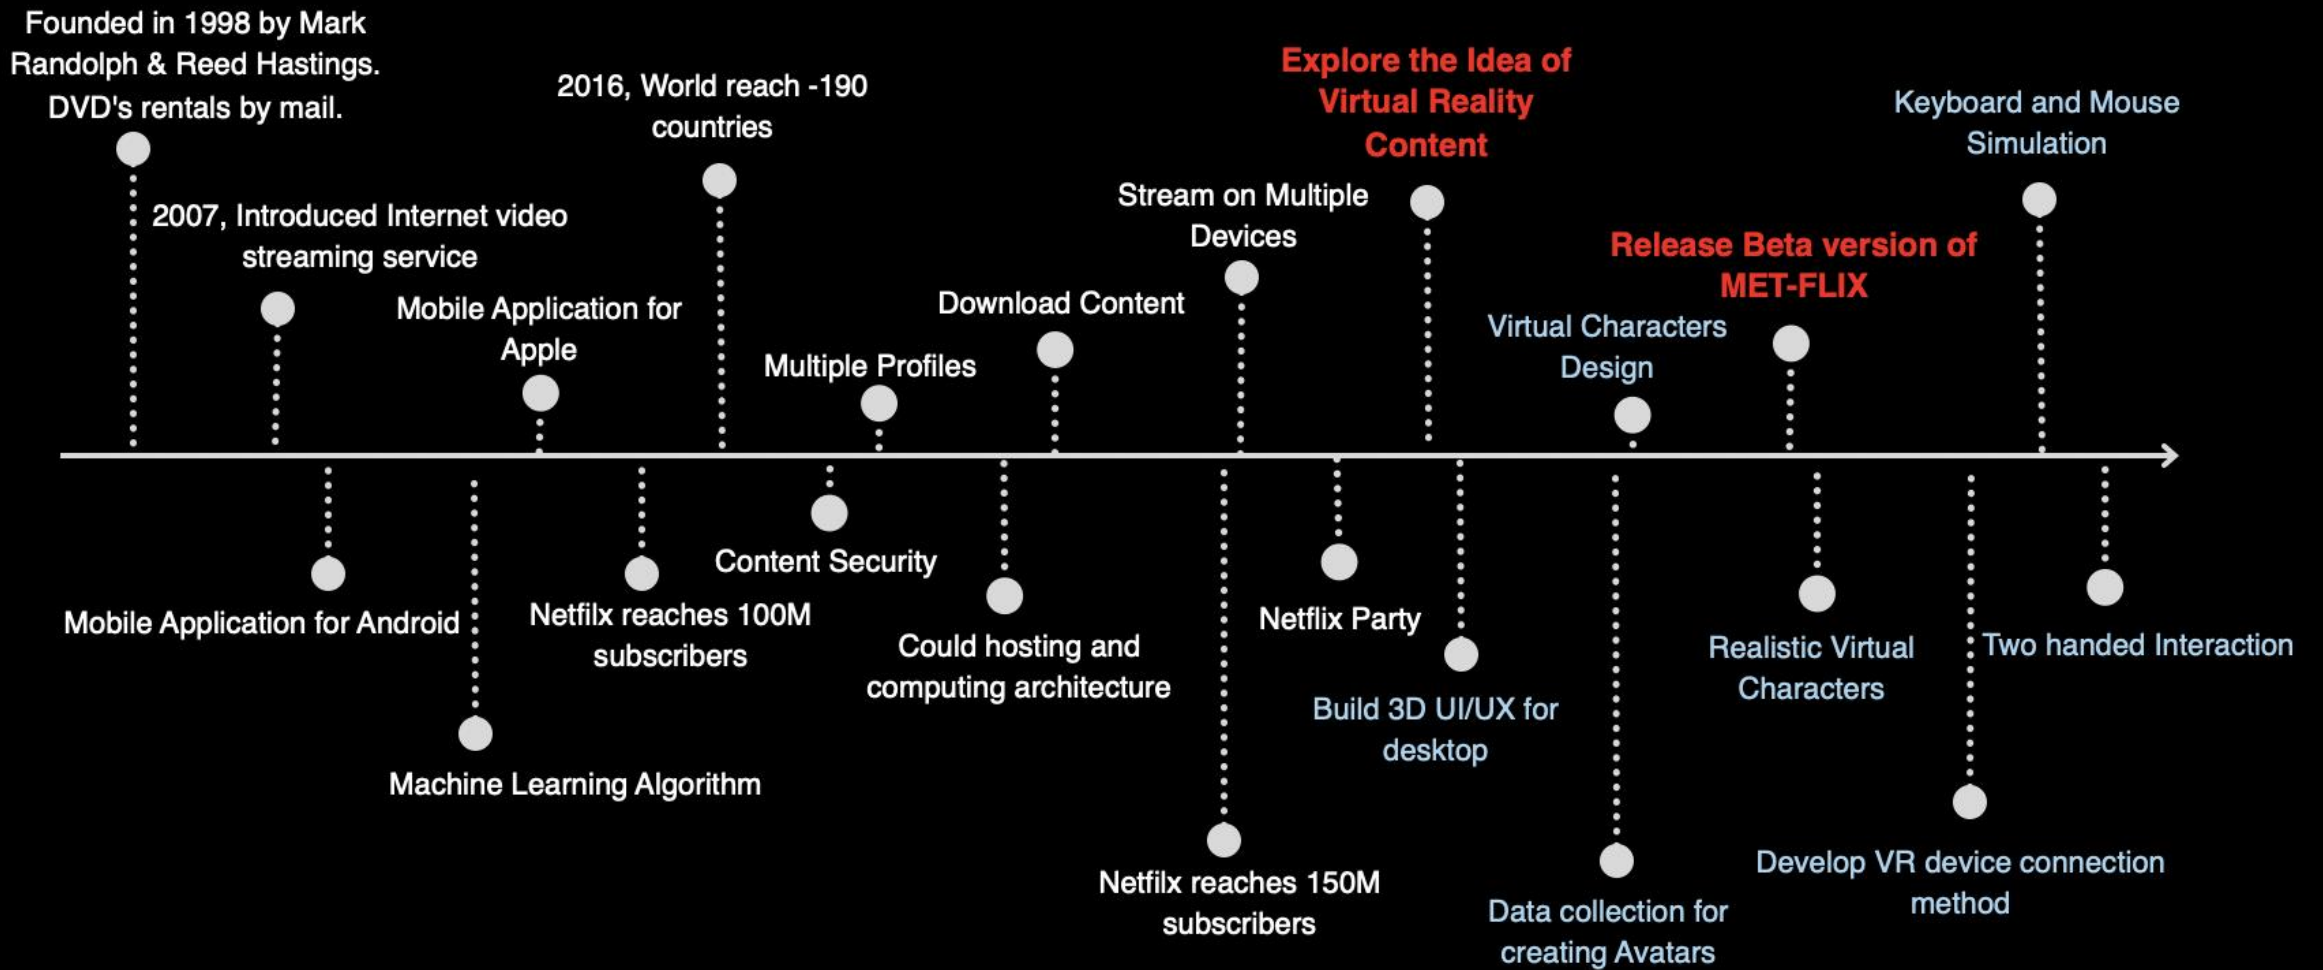 Founded in 1998 by Mark
Randolph & Reed Hastings.
DVD's rentals by mail.
2007, Introduced Internet video
streaming service
Mobile Application for Android
Machine Learning Algorithm
Mobile Application for
Apple
Netfilx reaches 100M
subscribers
2016, World reach -190
countries
Content Security
Multiple Profiles
Could hosting and
computing architecture
Download Content
Netfilx reaches 150M
subscribers
Stream on Multiple
Devices
Netflix Party
Explore the Idea of
Virtual Reality
Content
Build 3D UI/UX for
desktop
Data collection for
creating Avatars
Virtual Characters
Design
Release Beta version of
MET-FLIX
Realistic Virtual
Characters
Develop VR device connection
method
Keyboard and Mouse
Simulation
Two handed Interaction